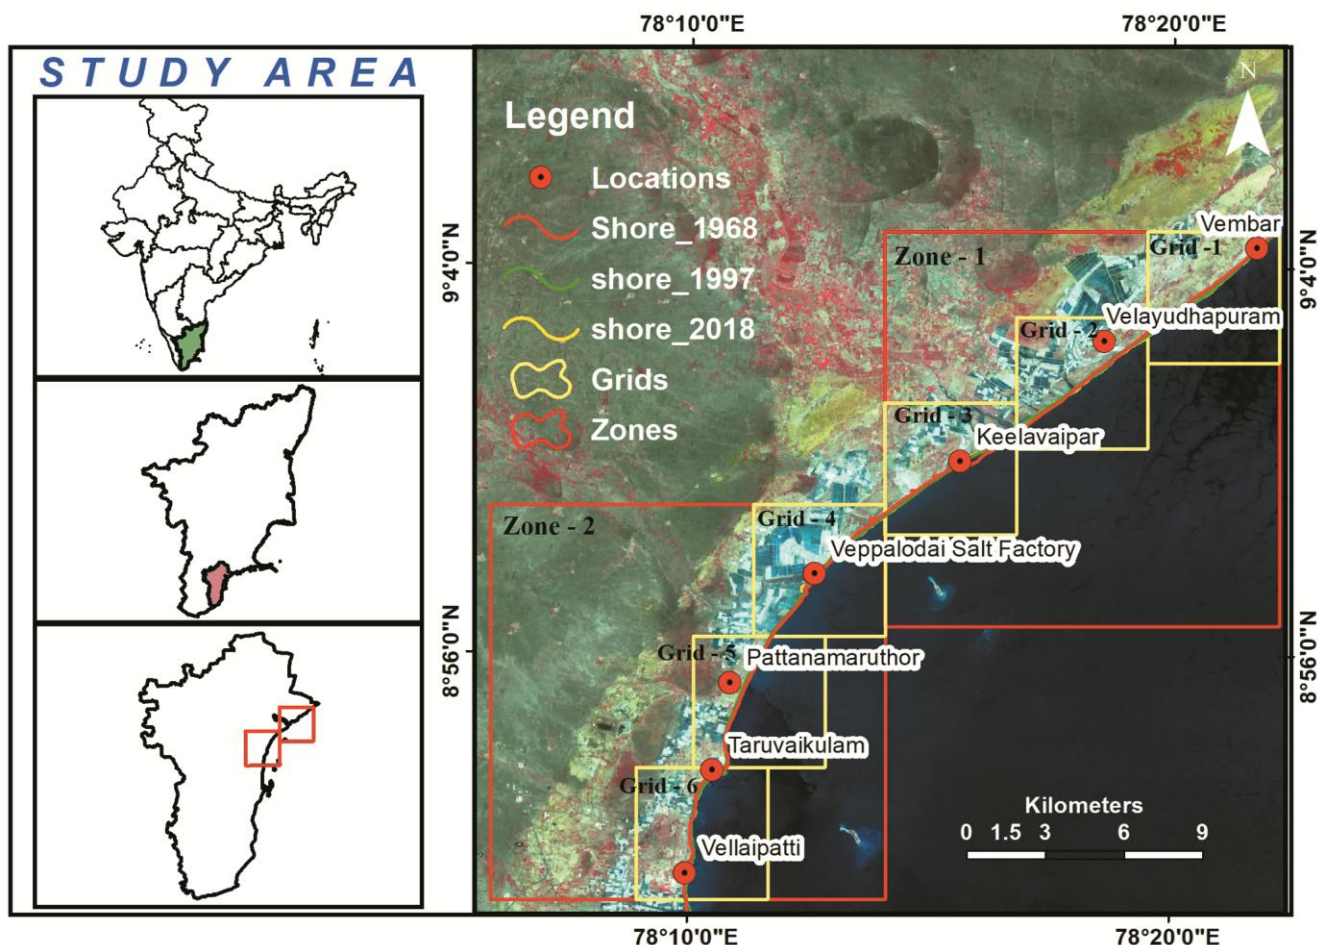 78°10'0"E
78°20'0"E
STUDY AREA
N
Legend
Locations
Shore_1968
shore_1997
shore_2018
Grids
Zones
9°4'0"N
8°56'0"N
Vembar
Grid -1
Zone - 1
Velayudhapuram
Grid - 2
Grid - 3
Keelavaipar
Zone - 2
Grid - 4
Veppalodai Salt Factory
Grid - 5
Pattanamaruthor
Taruvaikulam
Grid - 6
Vellaipatti
Kilometers
0 1.5 3 6 9
9°4'0"N
8°56'0"N
78°10'0"E
78°20'0"E